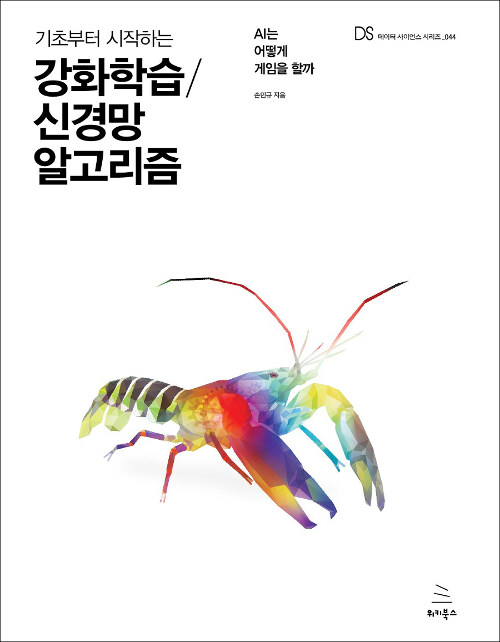 기초부터 시작하는
강화학습/
신경망
알고리즘
AI는
어떻게
게임을 할까
손민규 지음
DS 데이터 사이언스 시리즈_044
위키북스